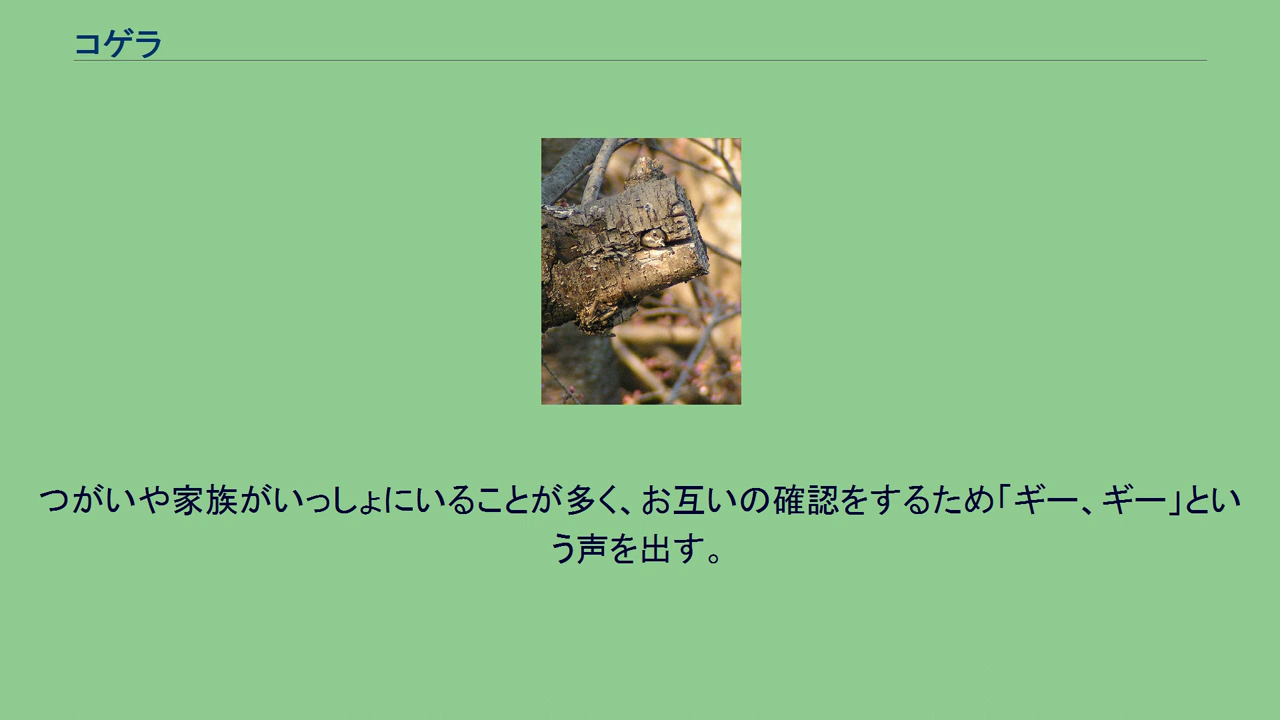 コゲラ
つがいや家族がいっしょにいることが多く、お互いの確認をするため「ギー、ギー」とい
う声を出す。